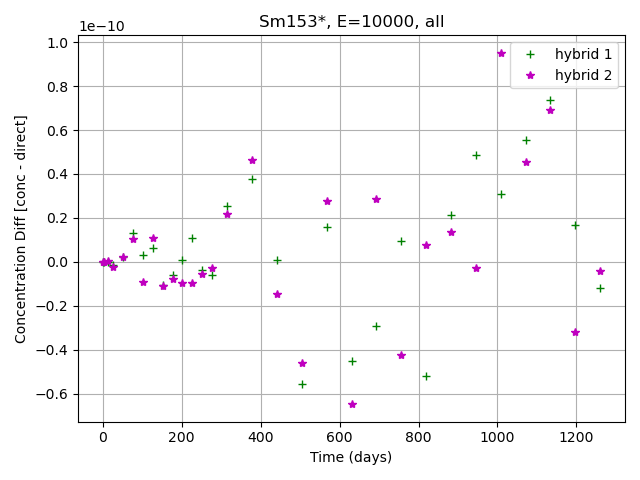 Sm153*, E=10000, all
1e−10
1.0
0.8
0.6
0.4
0.2
0.0
−0.2
−0.4
−0.6
Concentration Diff [conc - direct]
hybrid 1
hybrid 2
0 200 400 600 800 1000 1200
Time (days)